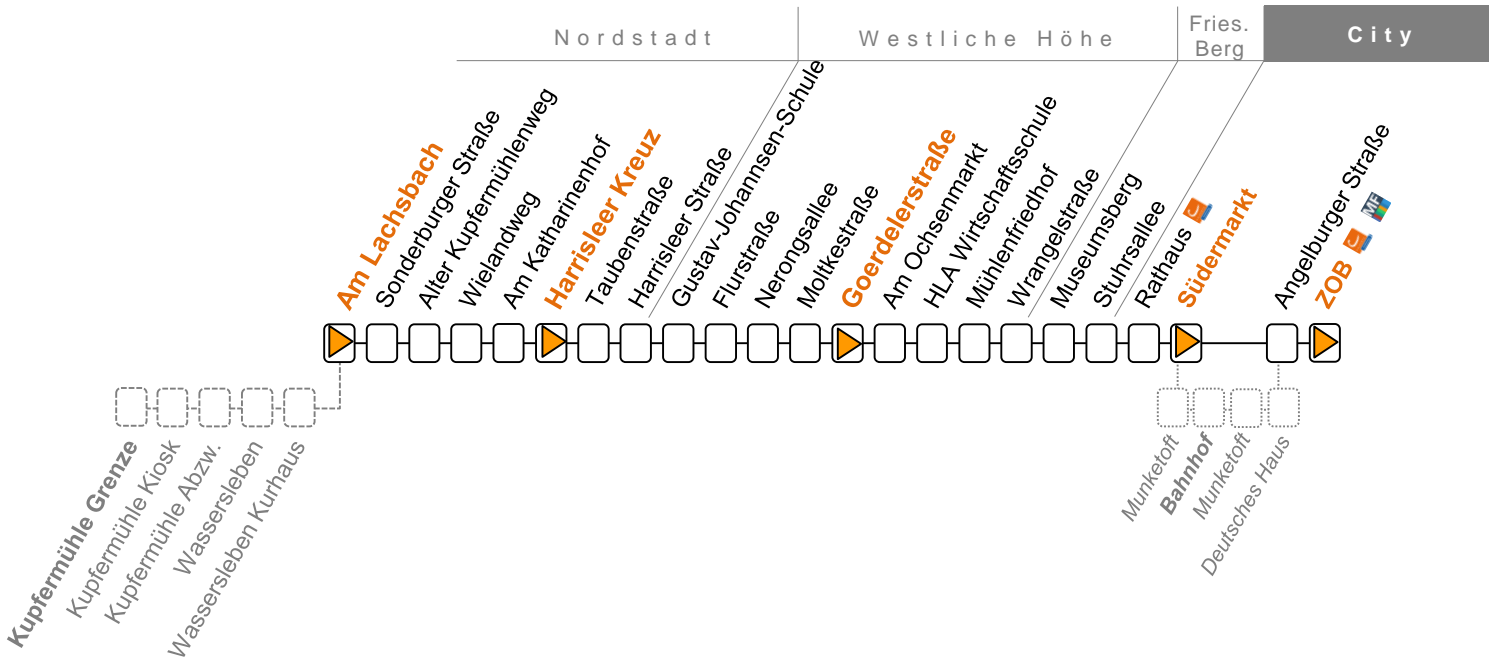 Nordstadt
Westliche Höhe
Fries.
Berg
City
Am Lachsbach
Sonderburger Straße
Alter Kupfermühlenweg
Wielandweg
Am Katharinenhof
Harrisleer Kreuz
Taubenstraße
Harrisleer Straße
Gustav-Johannsen-Schule
Flurstraße
Nerongsallee
Moltkestraße
Goerdelerstraße
Am Ochsenmarkt
HLA Wirtschaftsschule
Mühlenfriedhof
Wrangelstraße
Museumsberg
Stuhrsallee
Rathaus
Südermarkt
Angelburger Straße
ZOB
MF
Kupfermühle Grenze
Kupfermühle Kiosk
Kupfermühle Abzw.
Wassersleben
Wassersleben Kurhaus
Munketoft
Bahnhof
Munketoft
Deutsches Haus